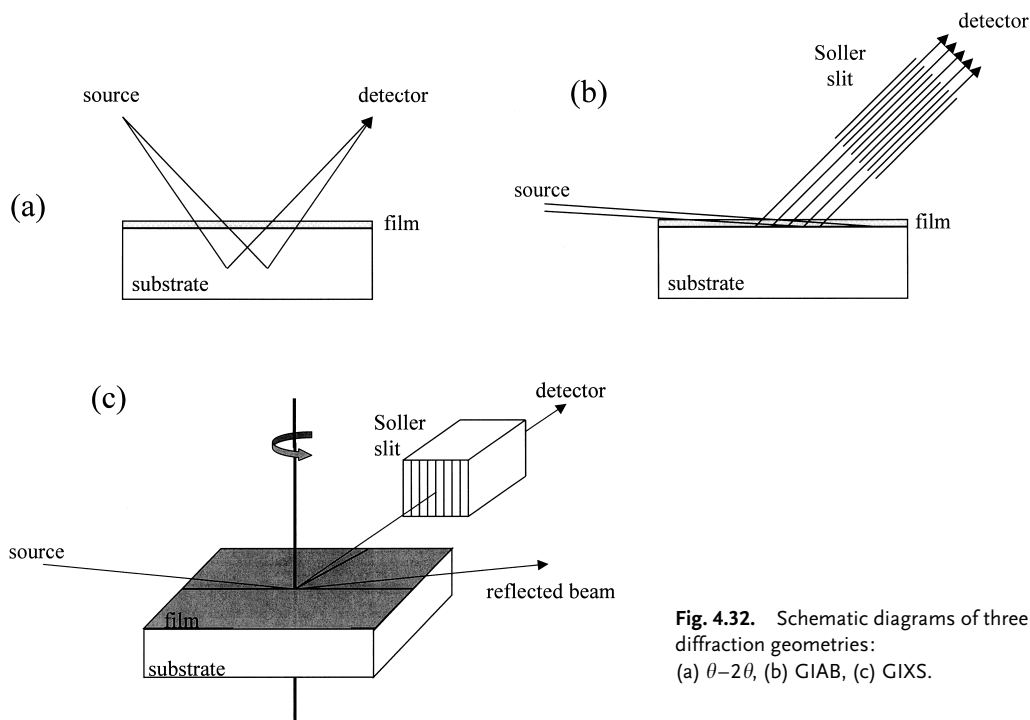 (a)
source
detector
film
substrate
(b)
source
Soller
slit
detector
film
substrate
(c)
source
Soller
slit
detector
reflected beam
film
substrate
Fig. 4.32. Schematic diagrams of three
diffraction geometries:
(a) θ–2θ, (b) GIAB, (c) GIXS.